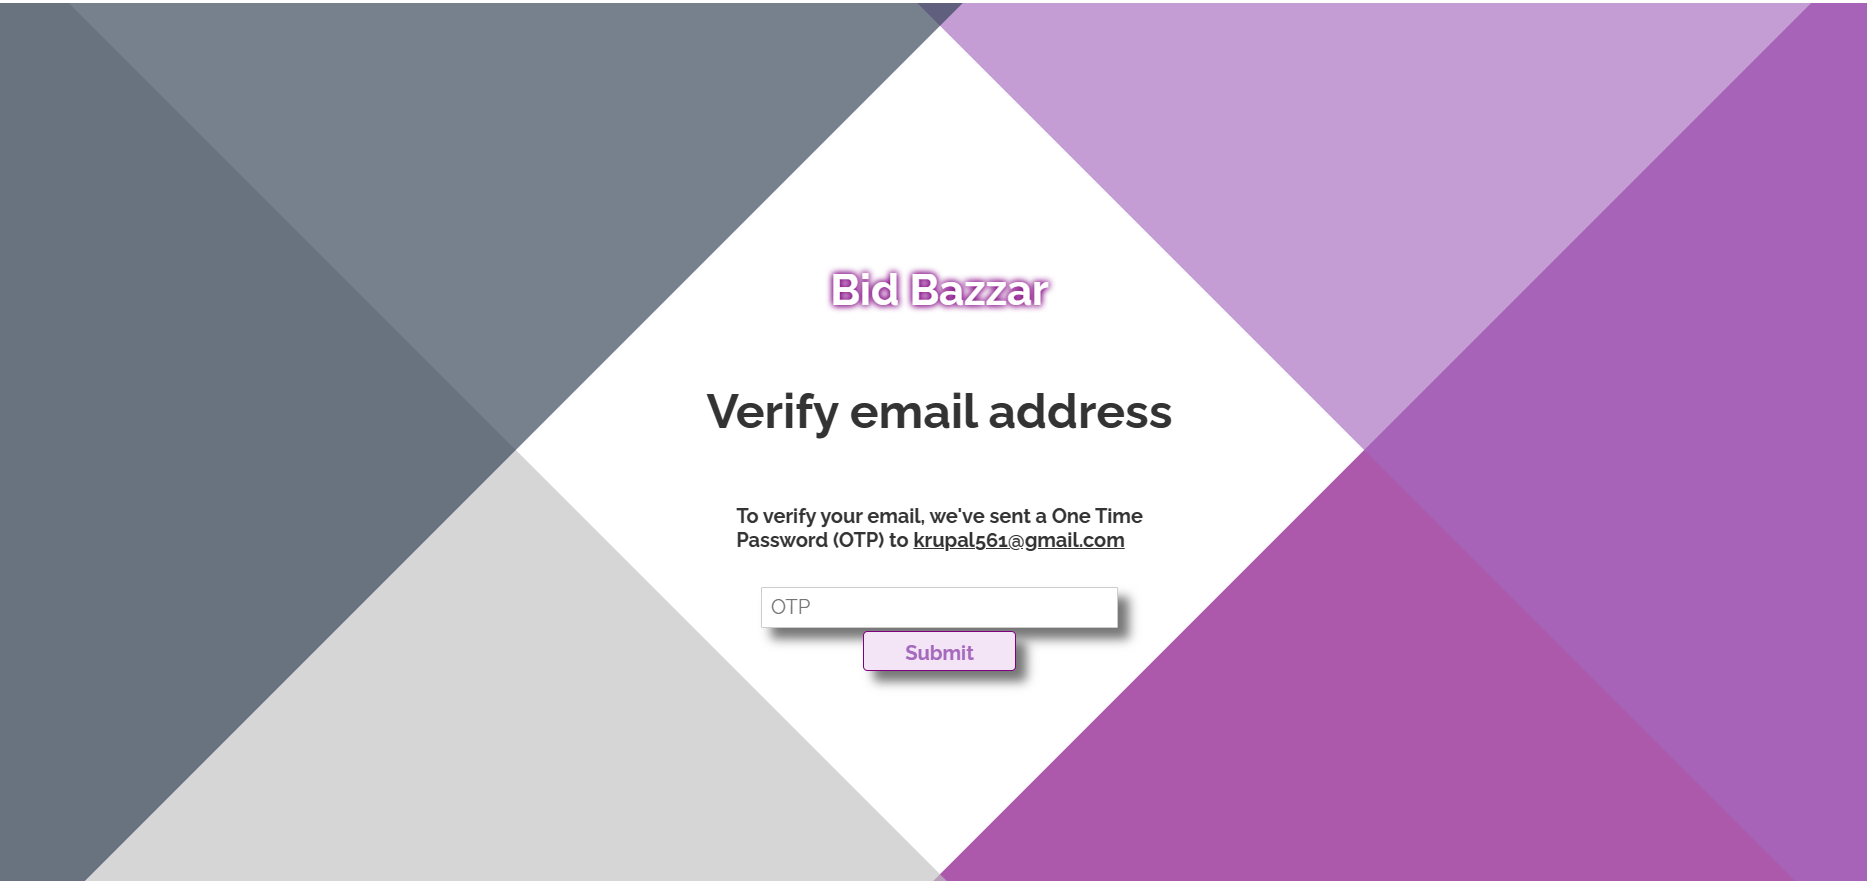 Bid Bazzar
Verify email address
To verify your email, we've sent a One Time
Password (OTP) to krupal561@gmail.com
OTP
Submit